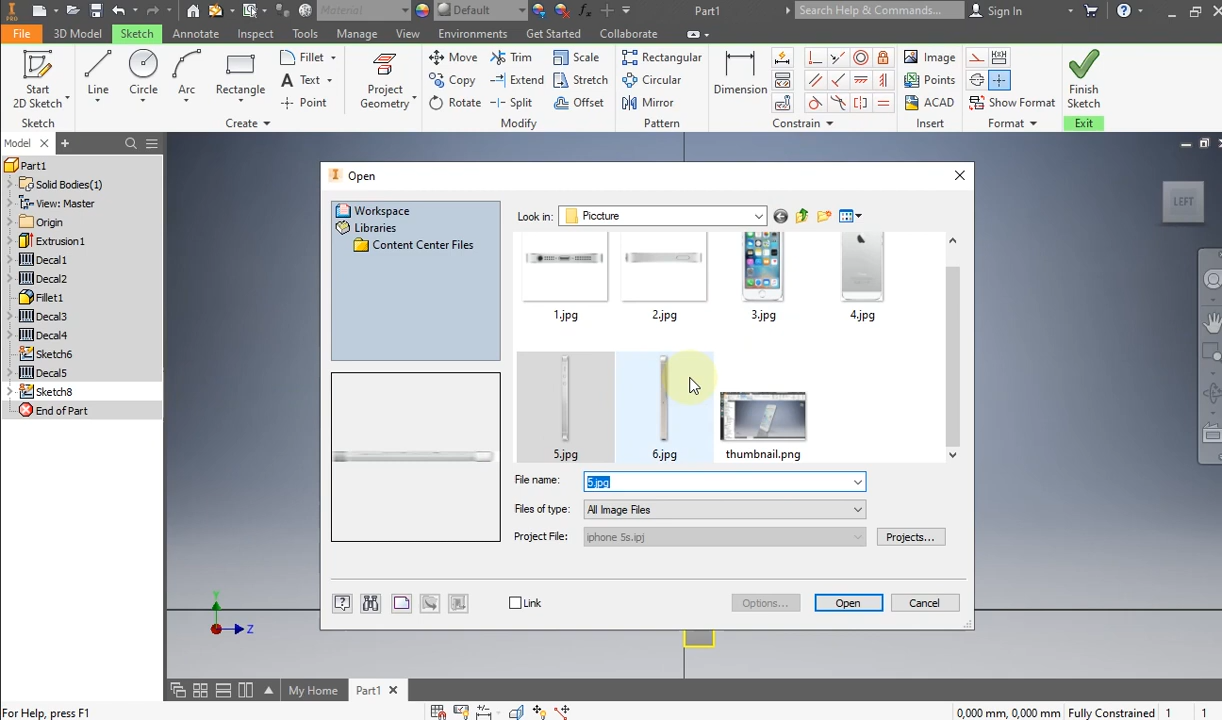 PRO
Material
Default
Part1
Search Help & Commands...
Sign In
File
3D Model
Sketch
Annotate
Inspect
Tools
Manage
View
Environments
Get Started
Collaborate
Start
2D Sketch
Line
Circle
Arc
Rectangle
Fillet
Text
Point
Project
Geometry
Move
Copy
Rotate
Trim
Extend
Split
Scale
Stretch
Offset
Rectangular
Circular
Mirror
Dimension
Image
Points
ACAD
Show Format
Finish
Sketch
Sketch
Create
Modify
Pattern
Constrain
Insert
Format
Exit
Model
Part1
Solid Bodies(1)
View: Master
Origin
Extrusion1
Decal1
Decal2
Fillet1
Decal3
Decal4
Sketch6
Decal5
Sketch8
End of Part
Open
Workspace
Libraries
Content Center Files
Look in:
Piccture
1.jpg
2.jpg
3.jpg
4.jpg
5.jpg
6.jpg
thumbnail.png
File name:
5.jpg
Files of type:
All Image Files
Project File:
iphone 5s.ipj
Projects...
Link
Options...
Open
Cancel
LEFT
Y
Z
My Home
Part1
For Help, press F1
0,000 mm, 0,000 mm
Fully Constrained
1
1